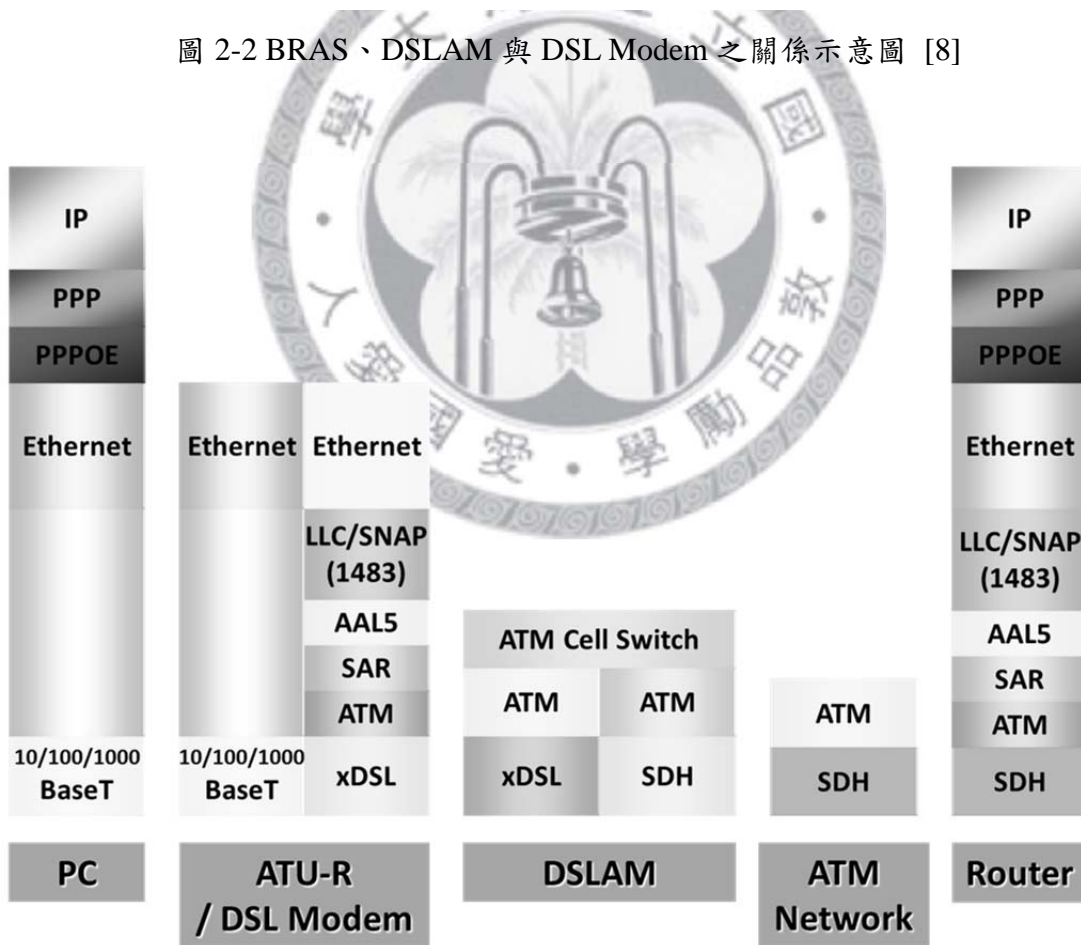 圖 2-2 BRAS、DSLAM 與 DSL Modem 之關係示意圖 [8]
IP
PPP
PPPOE
Ethernet
10/100/1000
BaseT
PC
Ethernet
10/100/1000
BaseT
Ethernet
LLC/SNAP
(1483)
AAL5
SAR
ATM
xDSL
ATU-R
/ DSL Modem
ATM Cell Switch
ATM
ATM
xDSL
SDH
DSLAM
ATM
SDH
ATM
Network
IP
PPP
PPPOE
Ethernet
LLC/SNAP
(1483)
AAL5
SAR
ATM
SDH
Router